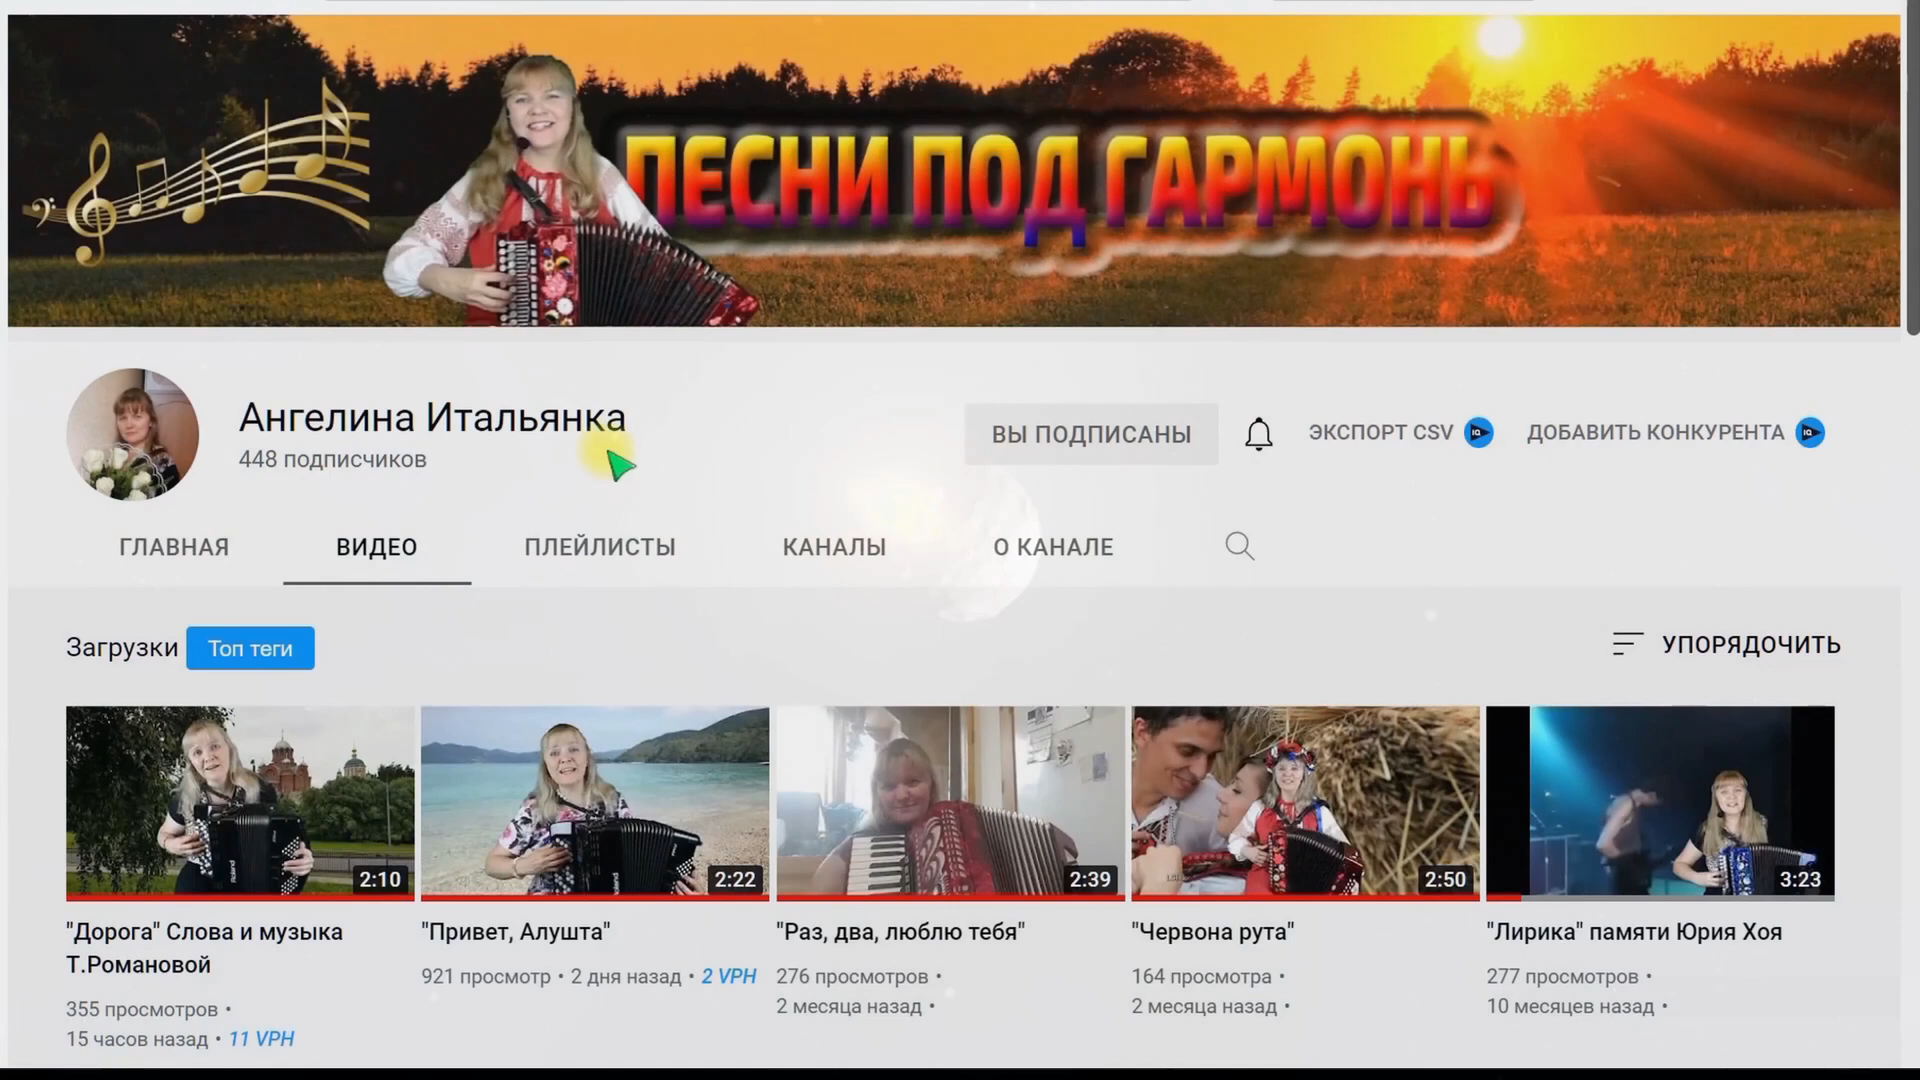 ПЕСНИ ПОД ГАРМОНЬ
Ангелина Итальянка
448 подписчиков
ВЫ ПОДПИСАНЫ
ЭКСПОРТ CSV
ДОБАВИТЬ КОНКУРЕНТА
ГЛАВНАЯ
ВИДЕО
ПЛЕЙЛИСТЫ
КАНАЛЫ
О КАНАЛЕ
Загрузки
Топ теги
УПОРЯДОЧИТЬ
2:10
"Дорога" Слова и музыка
Т.Романовой
355 просмотров •
15 часов назад • 11 VPH
2:22
"Привет, Алушта"
921 просмотр • 2 дня назад • 2 VPH
2:39
"Раз, два, люблю тебя"
276 просмотров •
2 месяца назад •
2:50
"Червона рута"
164 просмотра •
2 месяца назад •
3:23
"Лирика" памяти Юрия Хоя
277 просмотров •
10 месяцев назад •